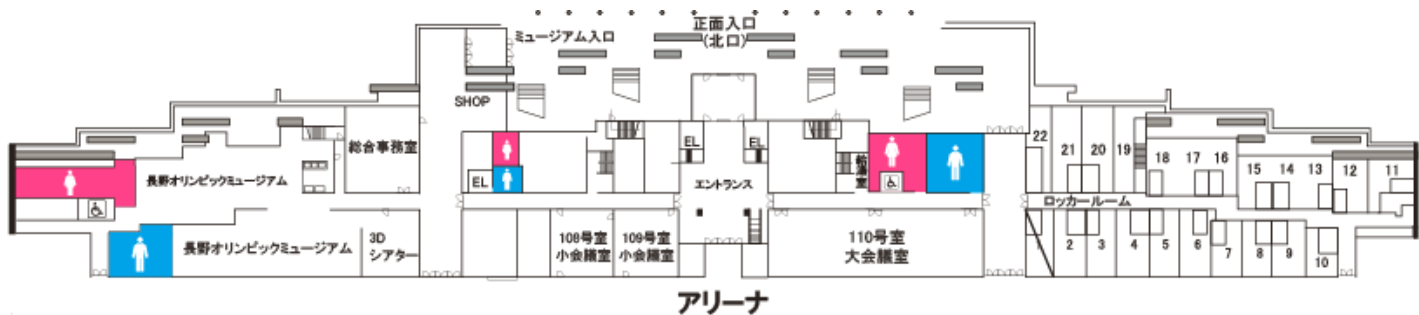 正面入口
(北口)
ミュージアム入口
SHOP
総合事務室
長野オリンピックミュージアム
EL
EL
EL
エントランス
給湯室
22
21
20
19
18
17
16
15
14
13
12
11
ロッカールーム
長野オリンピックミュージアム
3D
シアター
108号室
小会議室
109号室
小会議室
110号室
大会議室
2
3
4
5
6
7
8
9
10
アリーナ